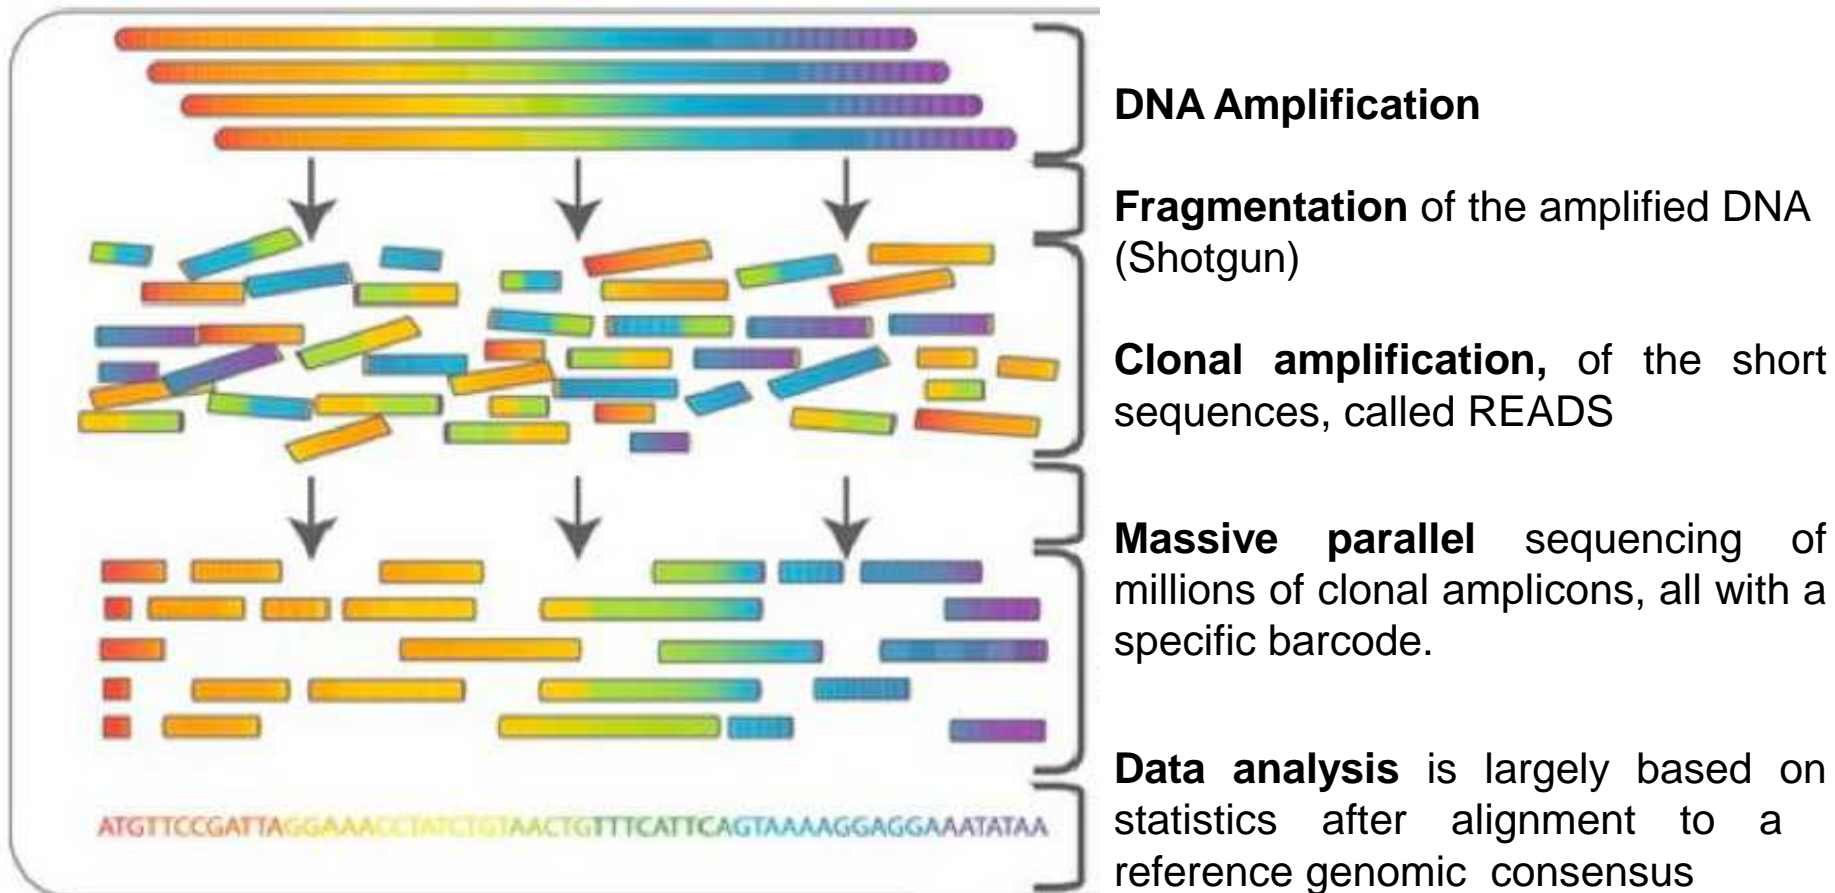 DNA Amplification
Fragmentation of the amplified DNA
(Shotgun)
Clonal amplification, of the short
sequences, called READS
Massive parallel sequencing of
millions of clonal amplicons, all with a
specific barcode.
Data analysis is largely based on
statistics after alignment to a
reference genomic consensus
ATGTTCCGATTAGGAAACCTATCTGTAACTGTTTCATTCAGTAAAAGGAGGAAATATAA